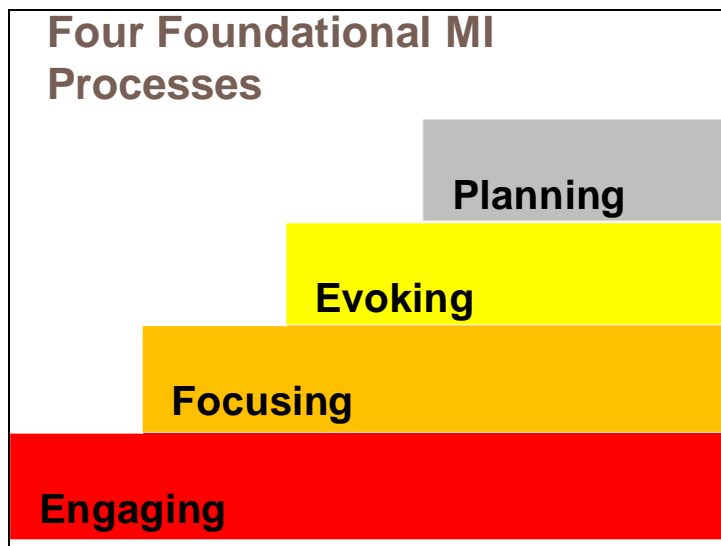 Four Foundational MI
Processes
Planning
Evoking
Focusing
Engaging